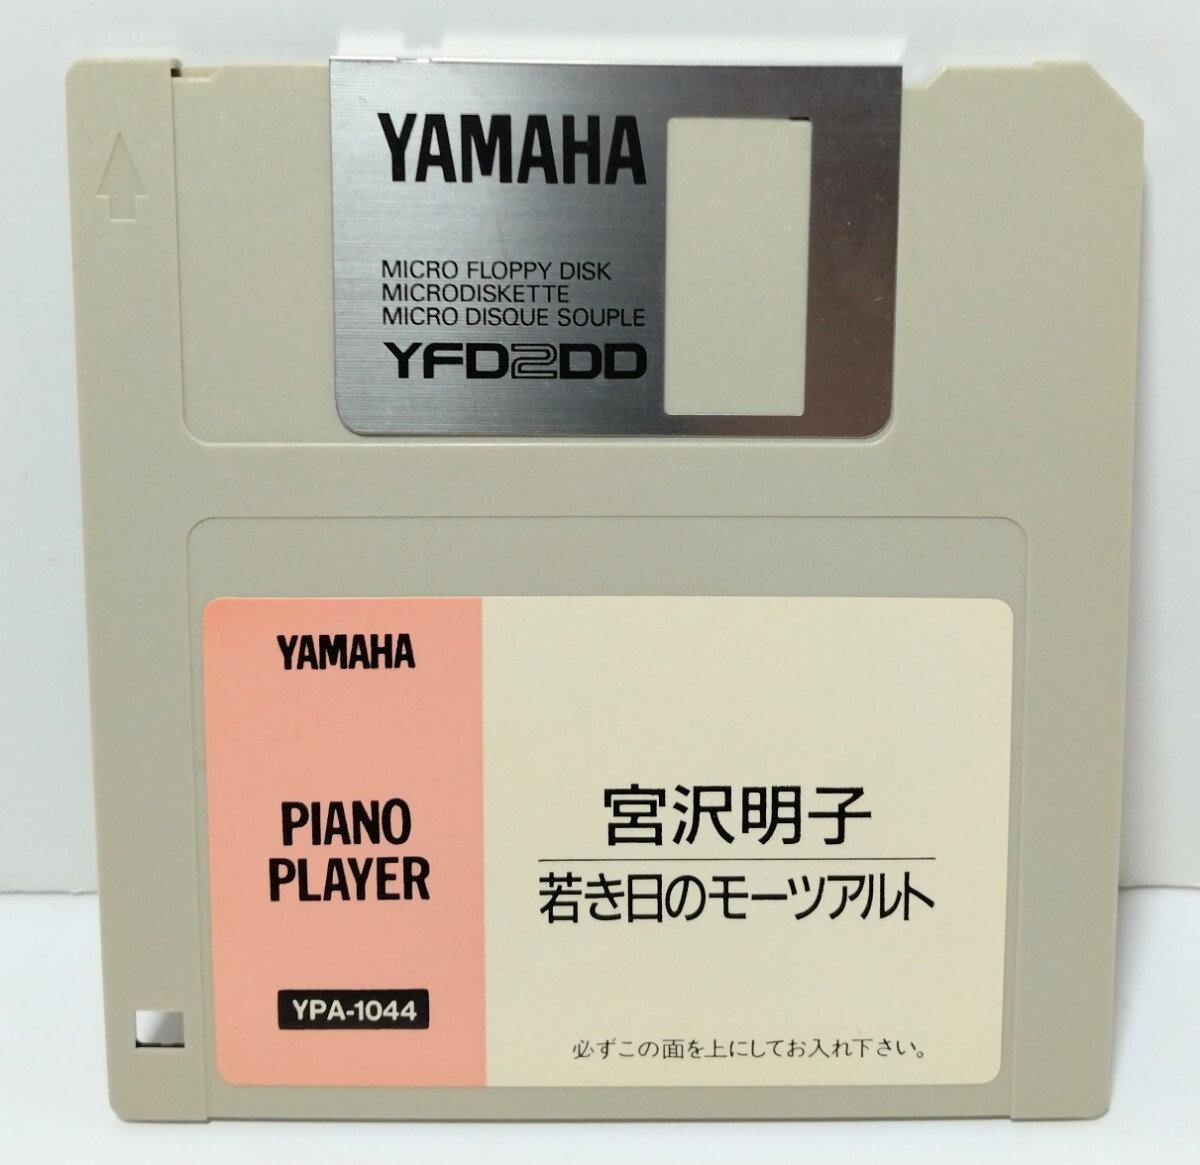 YAMAHA
MICRO FLOPPY DISK
MICRODISKETTE
MICRO DISQUE SOUPLE
YFD2DD
YAMAHA
PIANO
PLAYER
YPA-1044
宮沢明子
若き日のモーツアルト
必ずこの面を上にしてお入れ下さい。